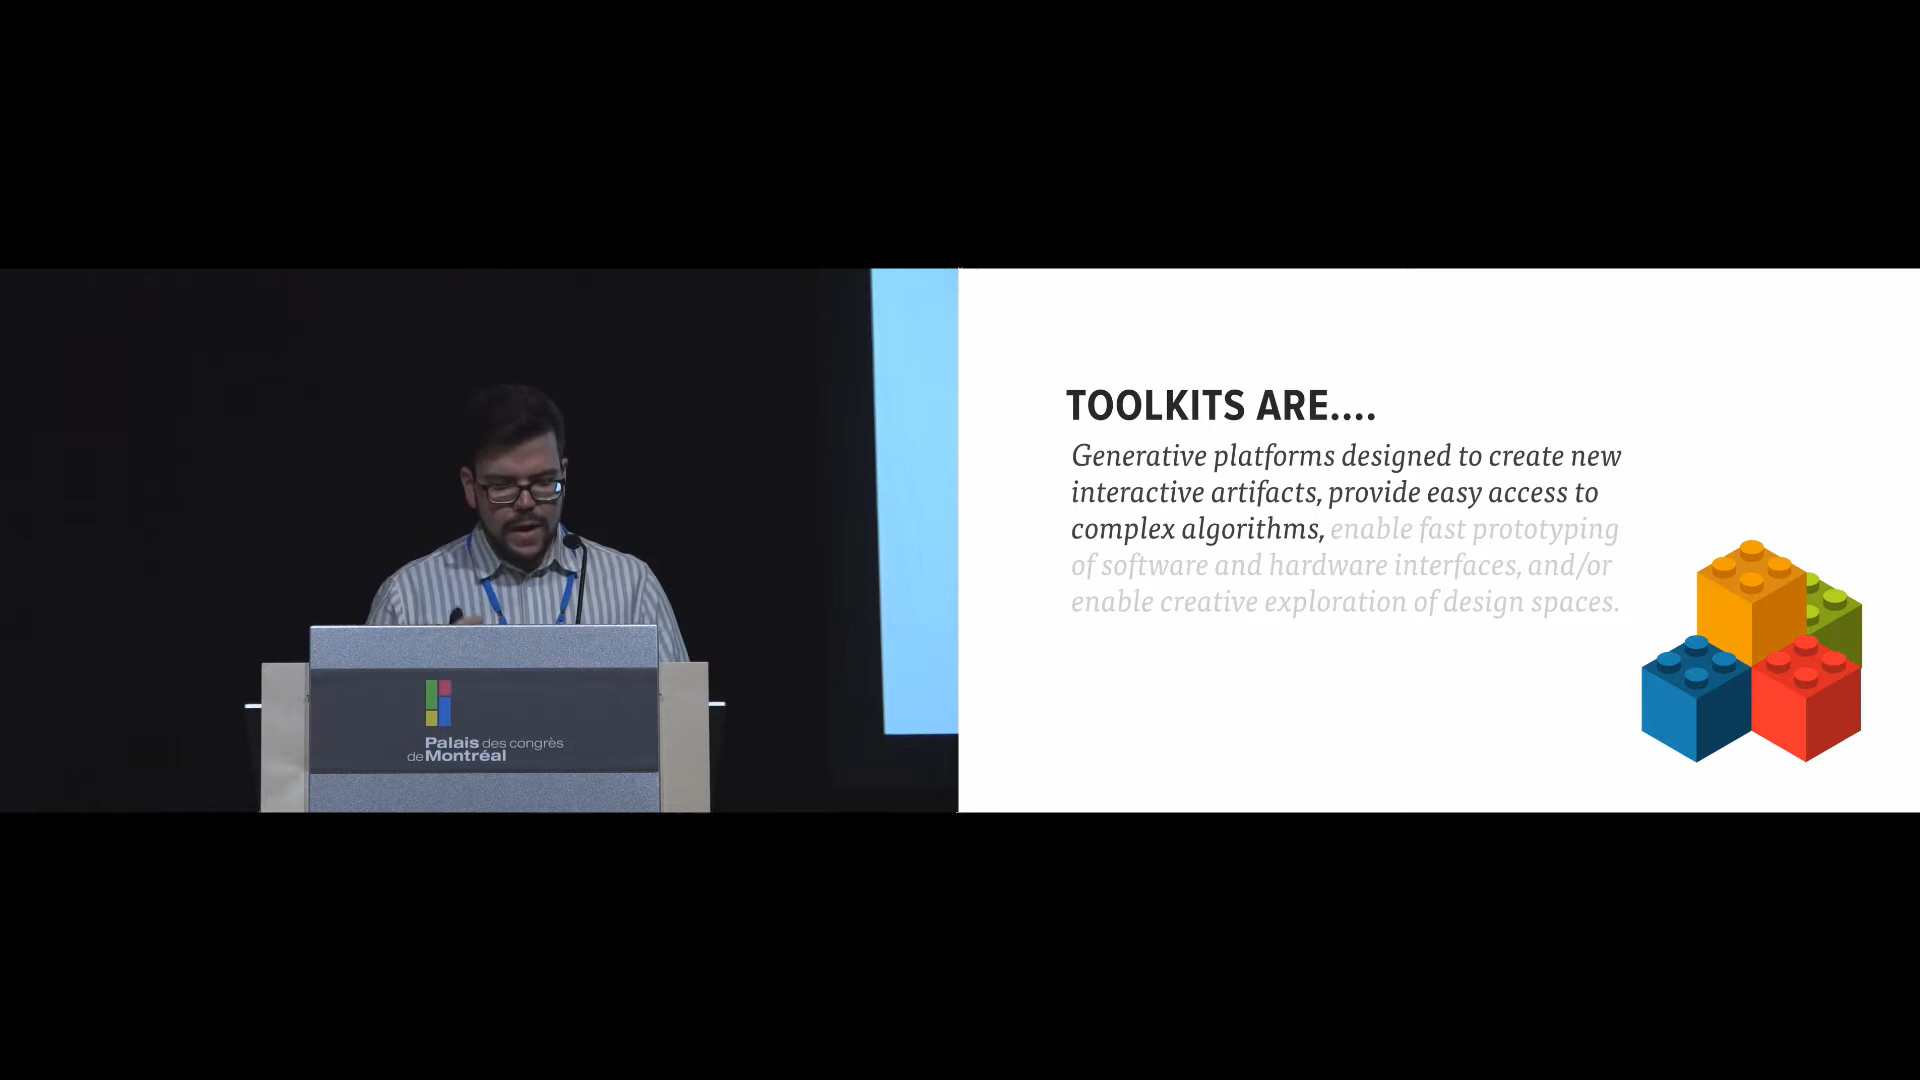 Palais des congrès
de Montréal
TOOLKITS ARE....
Generative platforms designed to create new
interactive artifacts, provide easy access to
complex algorithms, enable fast prototyping
of software and hardware interfaces, and/or
enable creative exploration of design spaces.